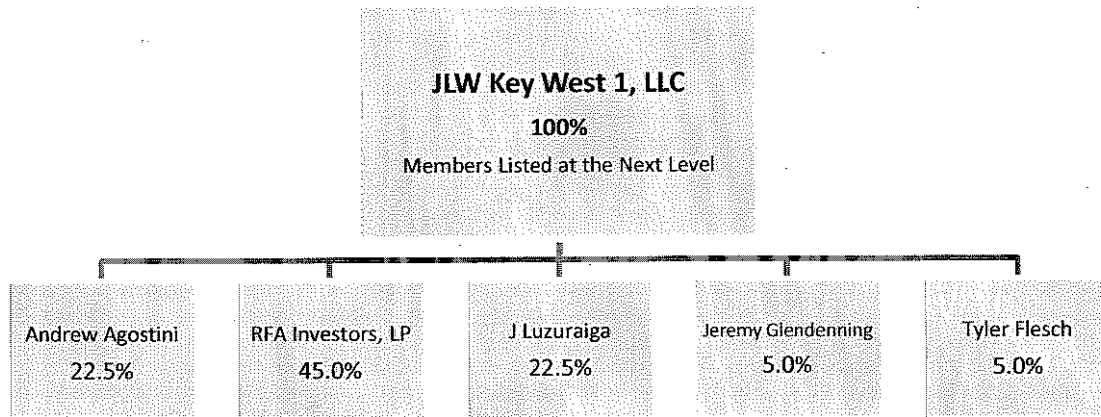 JLW Key West 1, LLC
100%
Members Listed at the Next Level
Andrew Agostini
22.5%
RFA Investors, LP
45.0%
J Luzuraiga
22.5%
Jeremy Glendenning
5.0%
Tyler Flesch
5.0%